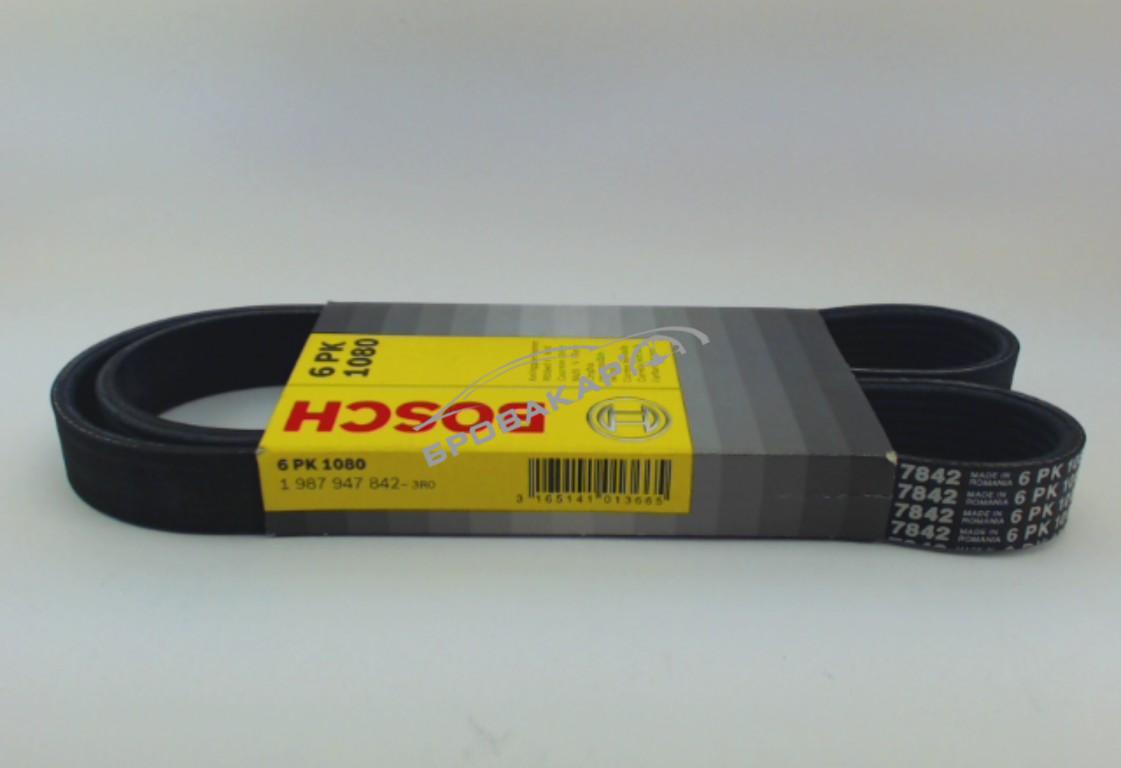 6 PK
1080
BOSCH
БРОВАКАР
6 PK 1080
1 987 947 842-3R0
3 165141 013665
7842 MADE IN ROMANIA 6 PK 10
7842 MADE IN ROMANIA 6 PK 10
7842 MADE IN ROMANIA 6 PK 10
7842 MADE IN ROMANIA 6 PK 10